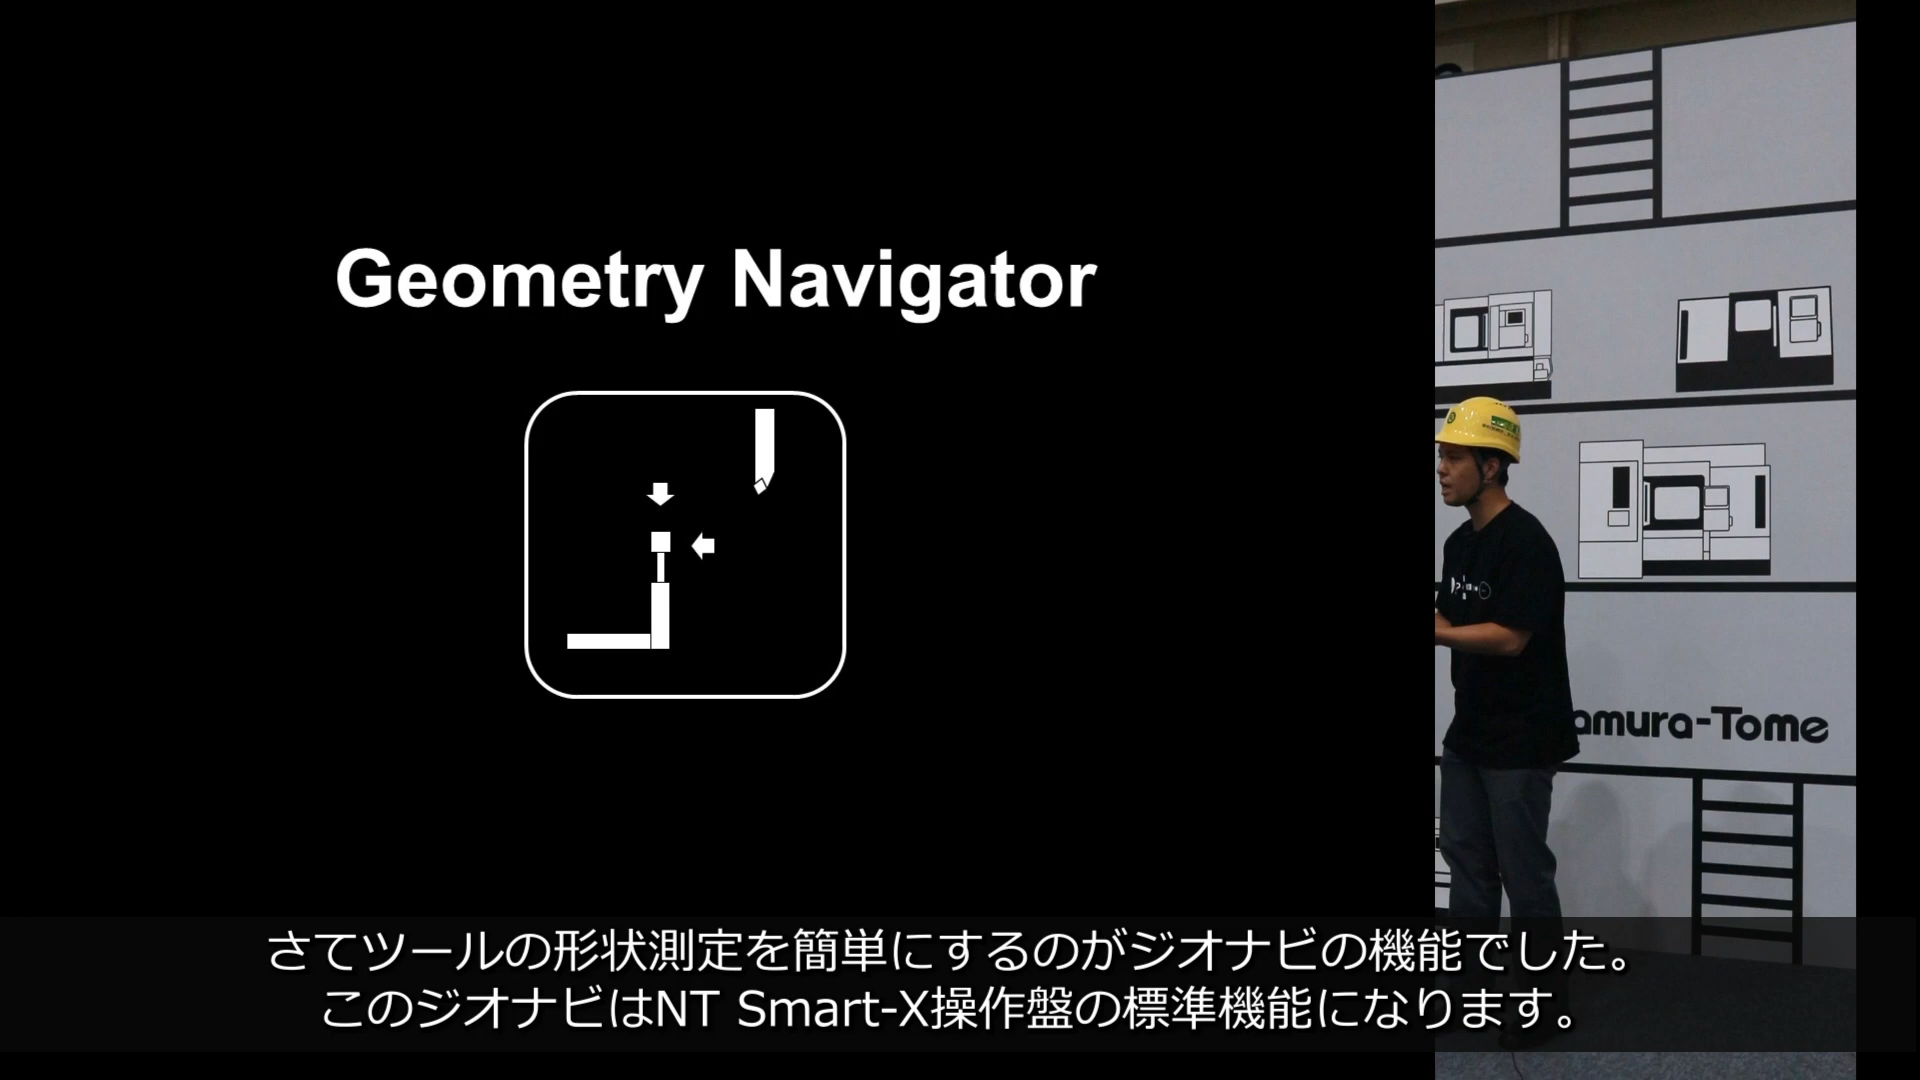 Geometry Navigator
amura-Tome
さてツールの形状測定を簡単にするのがジオナビの機能でした。
このジオナビはNT Smart-X操作盤の標準機能になります。